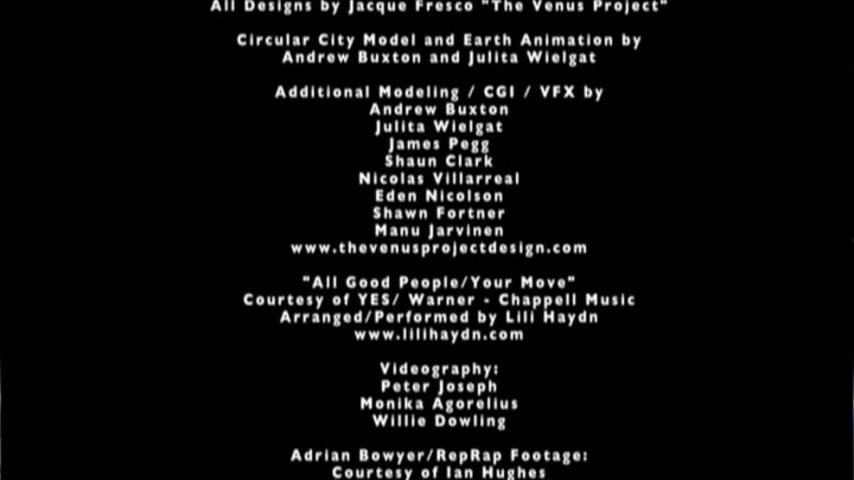 All Designs by Jacque Fresco "The Venus Project"
Circular City Model and Earth Animation by
Andrew Buxton and Julita Wielgat
Additional Modeling / CGI / VFX by
Andrew Buxton
Julita Wielgat
James Pegg
Shaun Clark
Nicolas Villarreal
Eden Nicolson
Shawn Fortner
Manu Jarvinen
www.thevenusprojectdesign.com
"All Good People/Your Move"
Courtesy of YES/ Warner - Chappell Music
Arranged/Performed by Lili Haydn
www.lilihaydn.com
Videography:
Peter Joseph
Monika Agorelius
Willie Dowling
Adrian Bowyer/RepRap Footage:
Courtesy of Ian Hughes